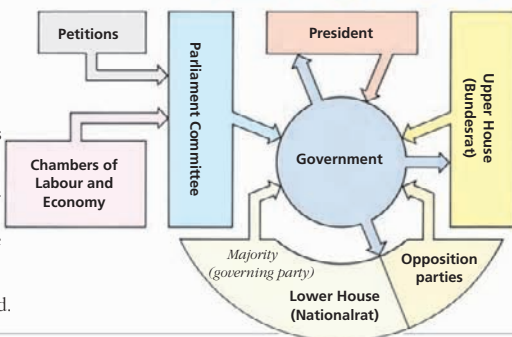 Petitions
Chambers of
Labour and
Economy
Parliament Committee
President
Government
Upper House
(Bundesrat)
Majority
(governing party)
Lower House
(Nationalrat)
Opposition
parties
d.